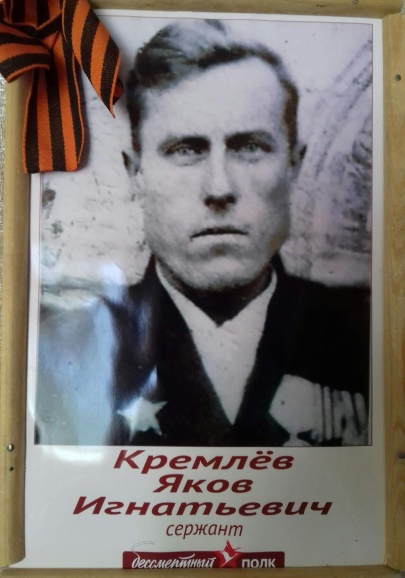 Кремлёв
Яков
Игнатьевич
сержант
бессмертный полк